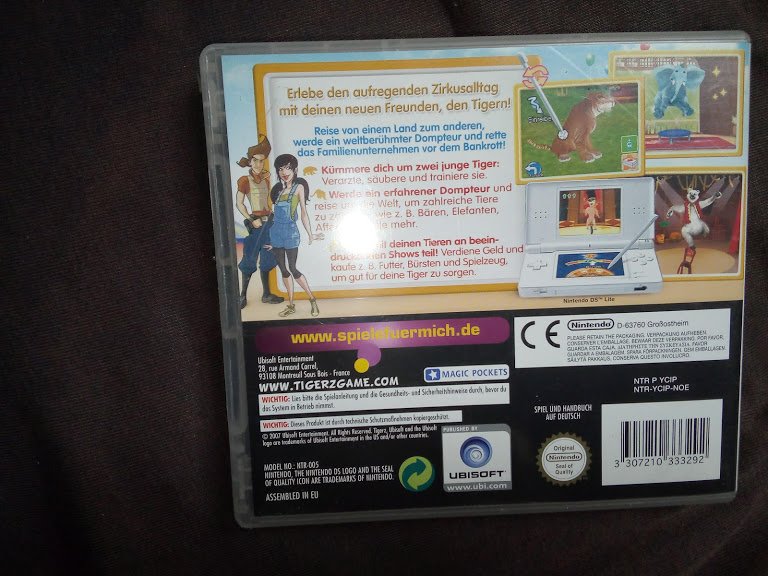 Erlebe den aufregenden Zirkusalltag
mit deinen neuen Freunden, den Tigern!
Reise von einem Land zum anderen,
werde ein weltberühmter Dompteur und rette
das Familienunternehmen vor dem Bankrott!
Kümmere dich um zwei junge Tiger:
Verarzte, säubere und trainiere sie.
Werde ein erfahrener Dompteur und
reise um die Welt, um zahlreiche Tiere
zu wie z. B. Bären, Elefanten,
mehr.
mit deinen Tieren an beein-
druckenden Shows teil! Verdiene Geld und
kaufe z. B. Futter, Bürsten und Spielzeug,
um gut für deine Tiger zu sorgen.
Nintendo DS™ Lite
www.spielefuermich.de
Ubisoft Entertainment
28, rue Armand Carrel,
93108 Montreuil Sous Bois - France
WWW.TIGERZGAME.COM
MAGIC POCKETS
WICHTIG: Lies bitte die Spielanleitung und die Gesundheits- und Sicherheitshinweise durch, bevor du
das System in Betrieb nimmst.
WICHTIG: Dieses Produkt ist durch technische Schutzmaßnahmen kopiergeschützt.
© 2007 Ubisoft Entertainment. All Rights Reserved. Tigerz, Ubisoft and the Ubisoft
logo are trademarks of Ubisoft Entertainment in the US and/or other countries.
MODEL NO.: NTR-005
NINTENDO, THE NINTENDO DS LOGO AND THE SEAL
OF QUALITY ICON ARE TRADEMARKS OF NINTENDO.
ASSEMBLED IN EU
PUBLISHED BY
UBISOFT
www.ubi.com
CE
Nintendo D-63760 Großostheim
PLEASE RETAIN THE PACKAGING. VERPACKUNG AUFHEBEN.
CONSERVER L'EMBALLAGE. BEWAAR DEZE VERPAKKING. POR FAVOR,
GUARDA ESTA CAJA.
GUARDAR A EMBALAGEM. SPARA FÖRPACKNINGEN. GEM EMBALLAGEN.
SÄILYTÄ PAKKAUS. CONSERVA QUESTO INVOLUCRO.
NTR P YCIP
NTR-YCIP-NOE
SPIEL UND HANDBUCH
AUF DEUTSCH
Original
Nintendo
Seal of
Quality
3 307210 333292